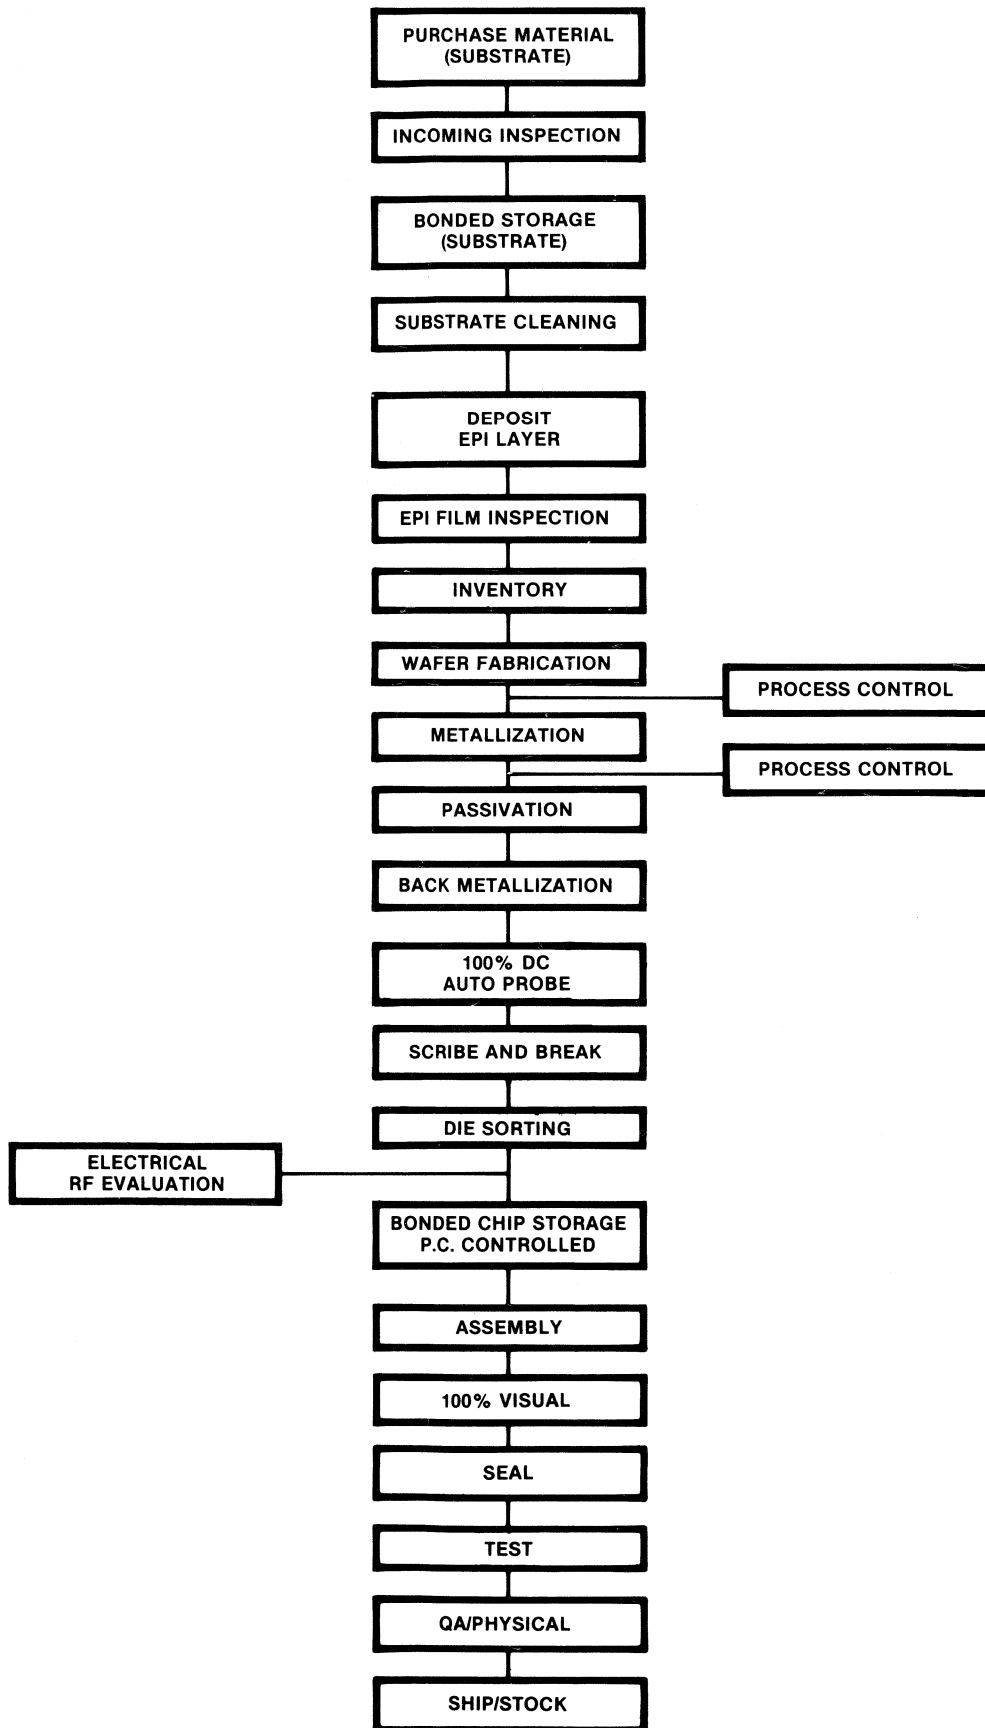 PURCHASE MATERIAL
(SUBSTRATE)
INCOMING INSPECTION
BONDED STORAGE
(SUBSTRATE)
SUBSTRATE CLEANING
DEPOSIT
EPI LAYER
EPI FILM INSPECTION
INVENTORY
WAFER FABRICATION
PROCESS CONTROL
METALLIZATION
PROCESS CONTROL
PASSIVATION
BACK METALLIZATION
100% DC
AUTO PROBE
SCRIBE AND BREAK
DIE SORTING
ELECTRICAL
RF EVALUATION
BONDED CHIP STORAGE
P.C. CONTROLLED
ASSEMBLY
100% VISUAL
SEAL
TEST
QA/PHYSICAL
SHIP/STOCK